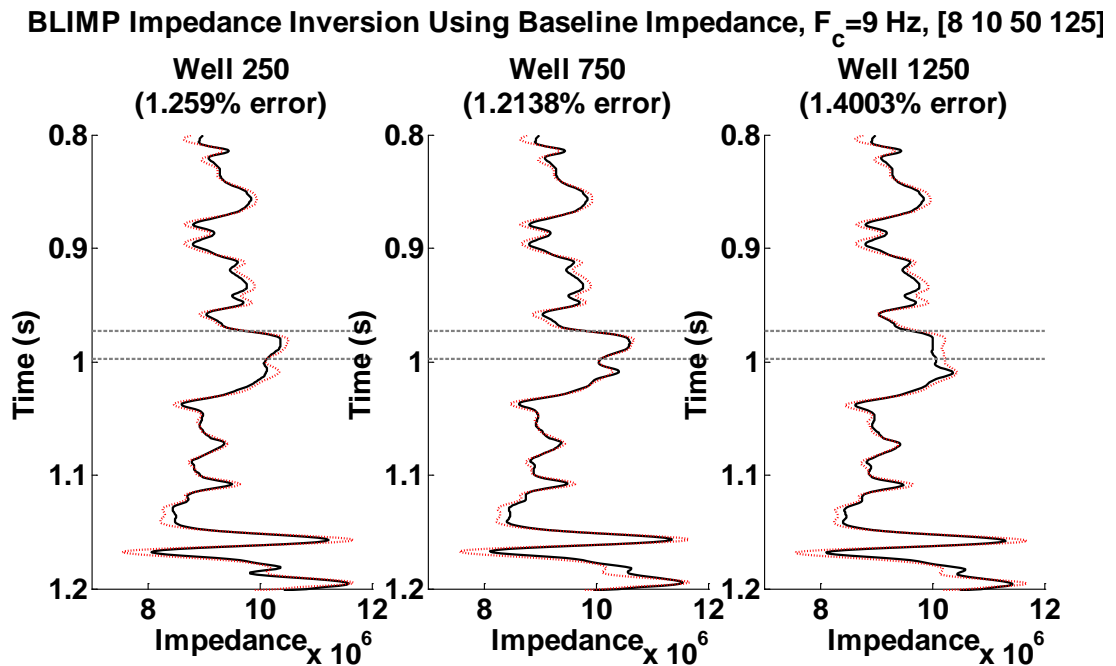 BLIMP Impedance Inversion Using Baseline Impedance, F_c=9 Hz, [8 10 50 125]
Well 250
(1.259% error)
Well 750
(1.2138% error)
Well 1250
(1.4003% error)
Time (s)
0.8
0.9
1
1.1
1.2
8 10 12
Impedance
x 10^6
Time (s)
0.8
0.9
1
1.1
1.2
8 10 12
Impedance
x 10^6
Time (s)
0.8
0.9
1
1.1
1.2
8 10 12
Impedance
x 10^6